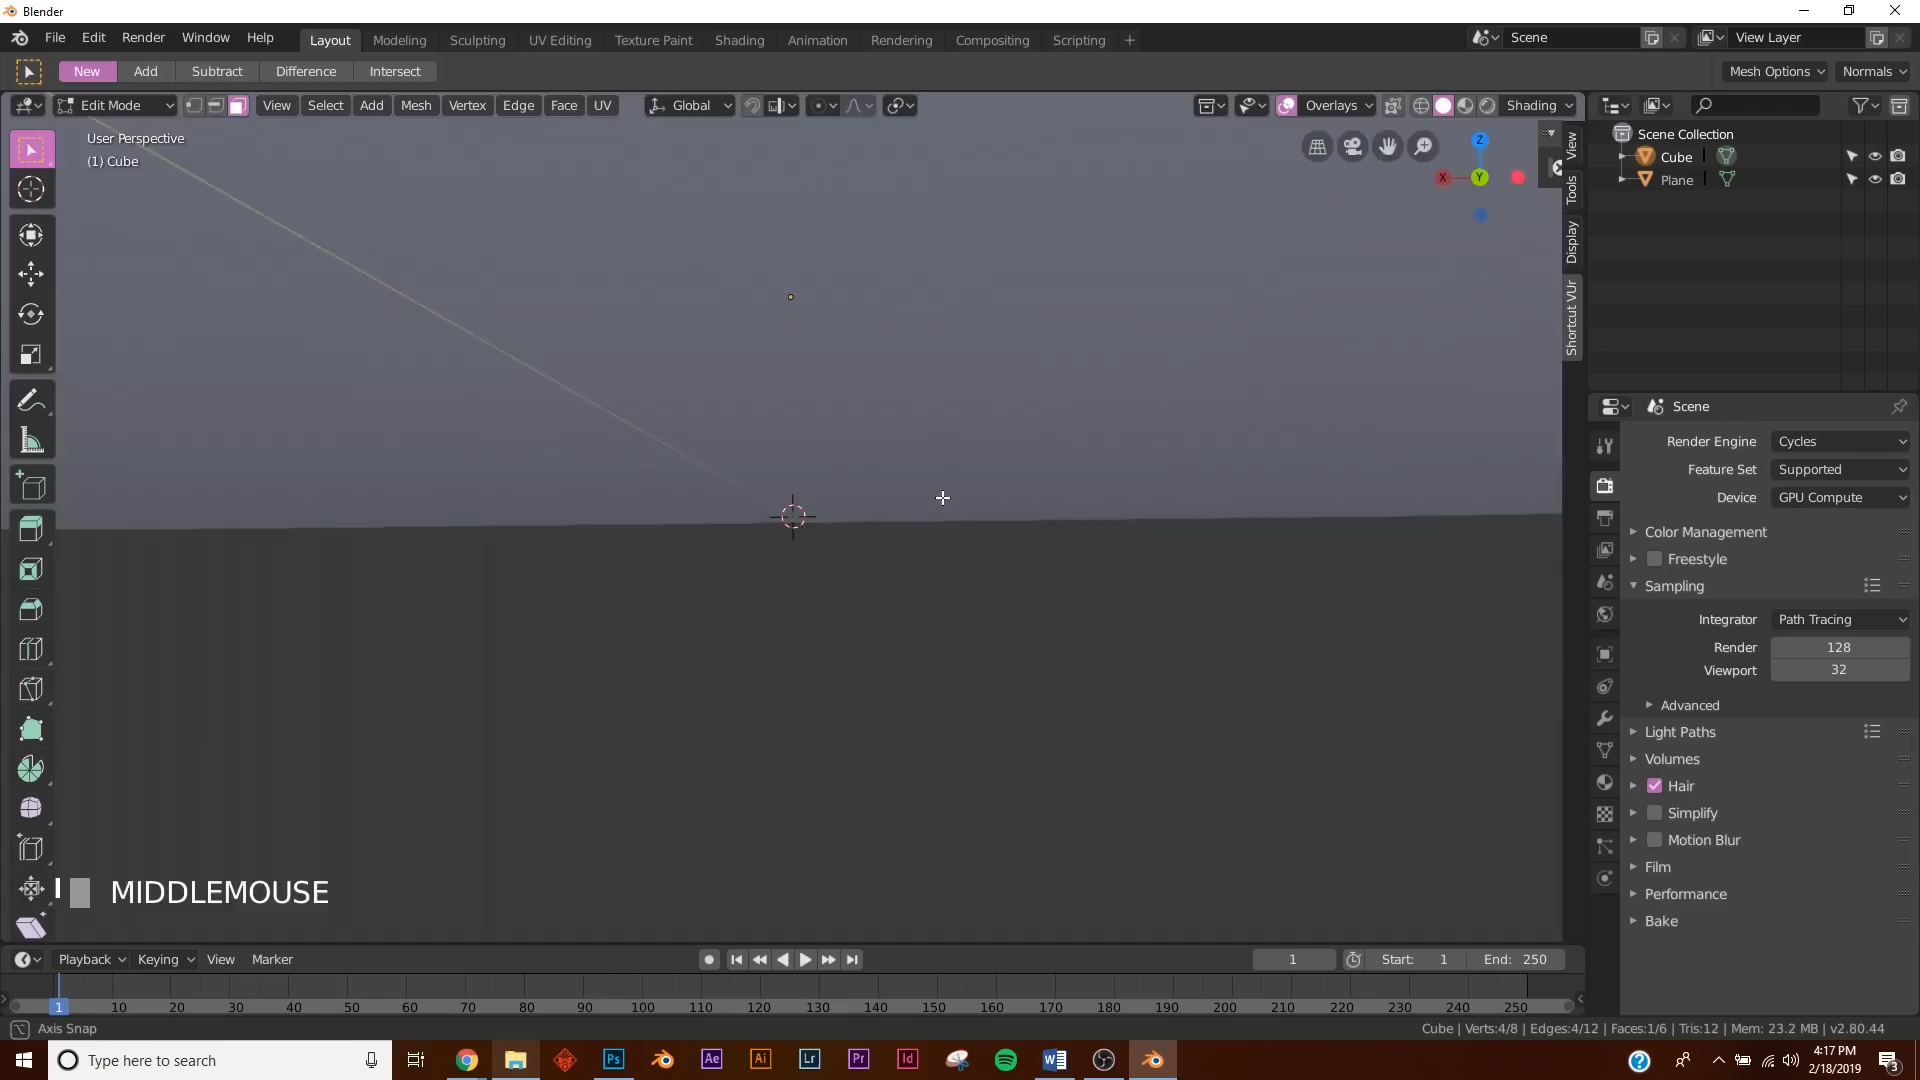 Blender
File Edit Render Window Help
Layout Modeling Sculpting UV Editing Texture Paint Shading Animation Rendering Compositing Scripting +
Scene
View Layer
New Add Subtract Difference Intersect
Mesh Options
Normals
Edit Mode
View Select Add Mesh Vertex Edge Face UV
Global
Overlays
Shading
User Perspective
(1) Cube
Z
X
Y
View
Tools
Display
Shortcut VUr
Scene Collection
Cube
Plane
Scene
Render Engine Cycles
Feature Set Supported
Device GPU Compute
Color Management
Freestyle
Sampling
Integrator Path Tracing
Render 128
Viewport 32
Advanced
Light Paths
Volumes
Hair
Simplify
Motion Blur
Film
Performance
Bake
MIDDLEMOUSE
Playback Keying View Marker
1
Start: 1
End: 250
1 10 20 30 40 50 60 70 80 90 100 110 120 130 140 150 160 170 180 190 200 210 220 230 240 250
Axis Snap
Cube | Verts:4/8 | Edges:4/12 | Faces:1/6 | Tris:12 | Mem: 23.2 MB | v2.80.44
Type here to search
Ps Ae Ai Lr Pr Id
4:17 PM
2/18/2019
3